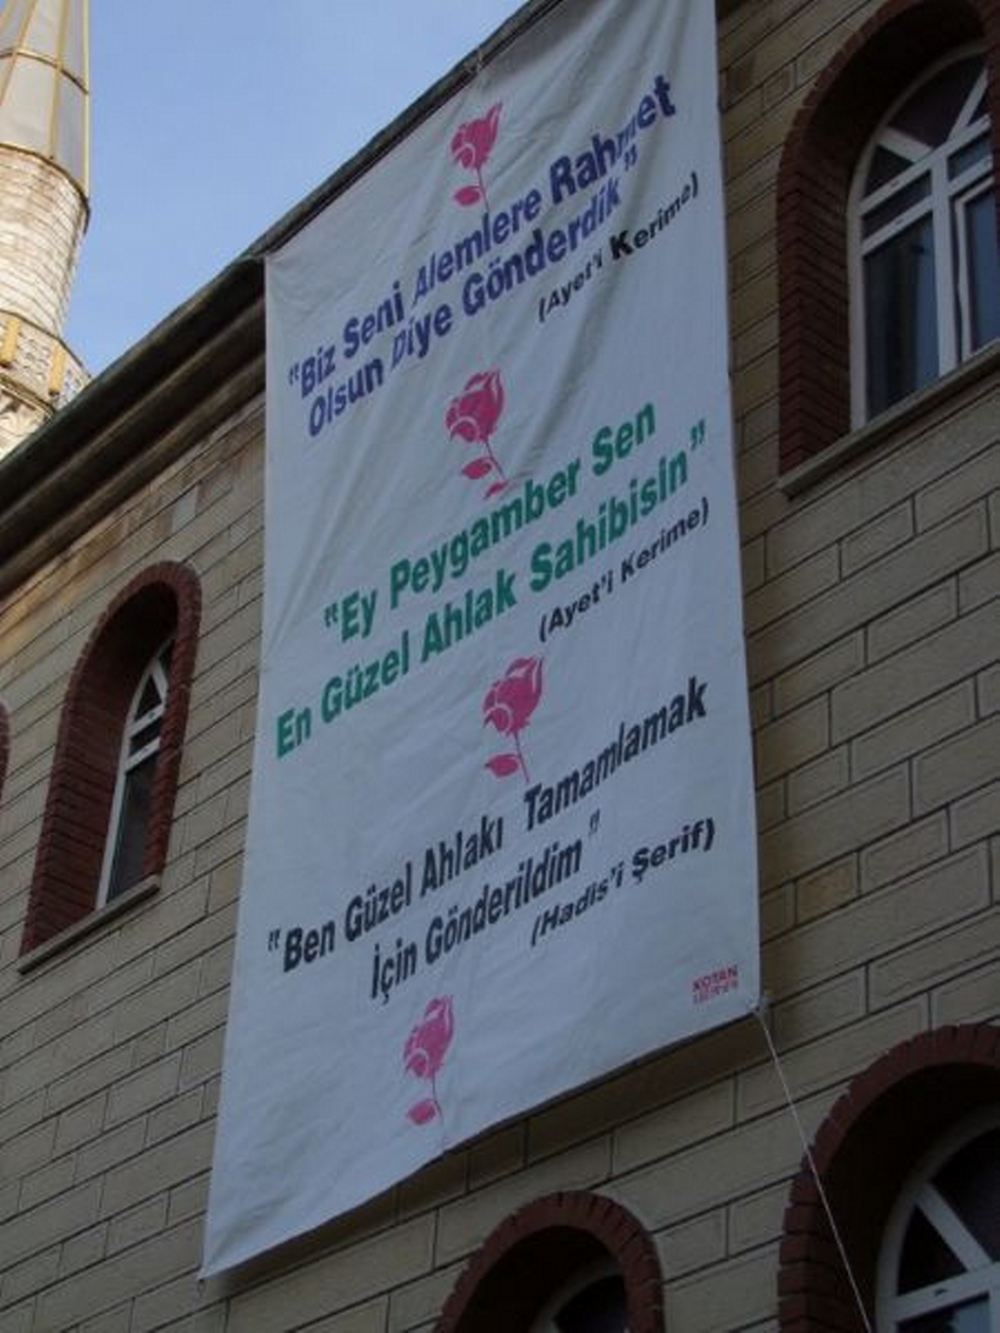 "Biz Seni Alemlere Rahmet
Olsun Diye Gönderdik"
(Ayet'i Kerime)
"Ey Peygamber Sen
En Güzel Ahlak Sahibisin"
(Ayet'i Kerime)
"Ben Güzel Ahlakı Tamamlamak
İçin Gönderildim"
(Hadis'i Şerif)
KOTAN